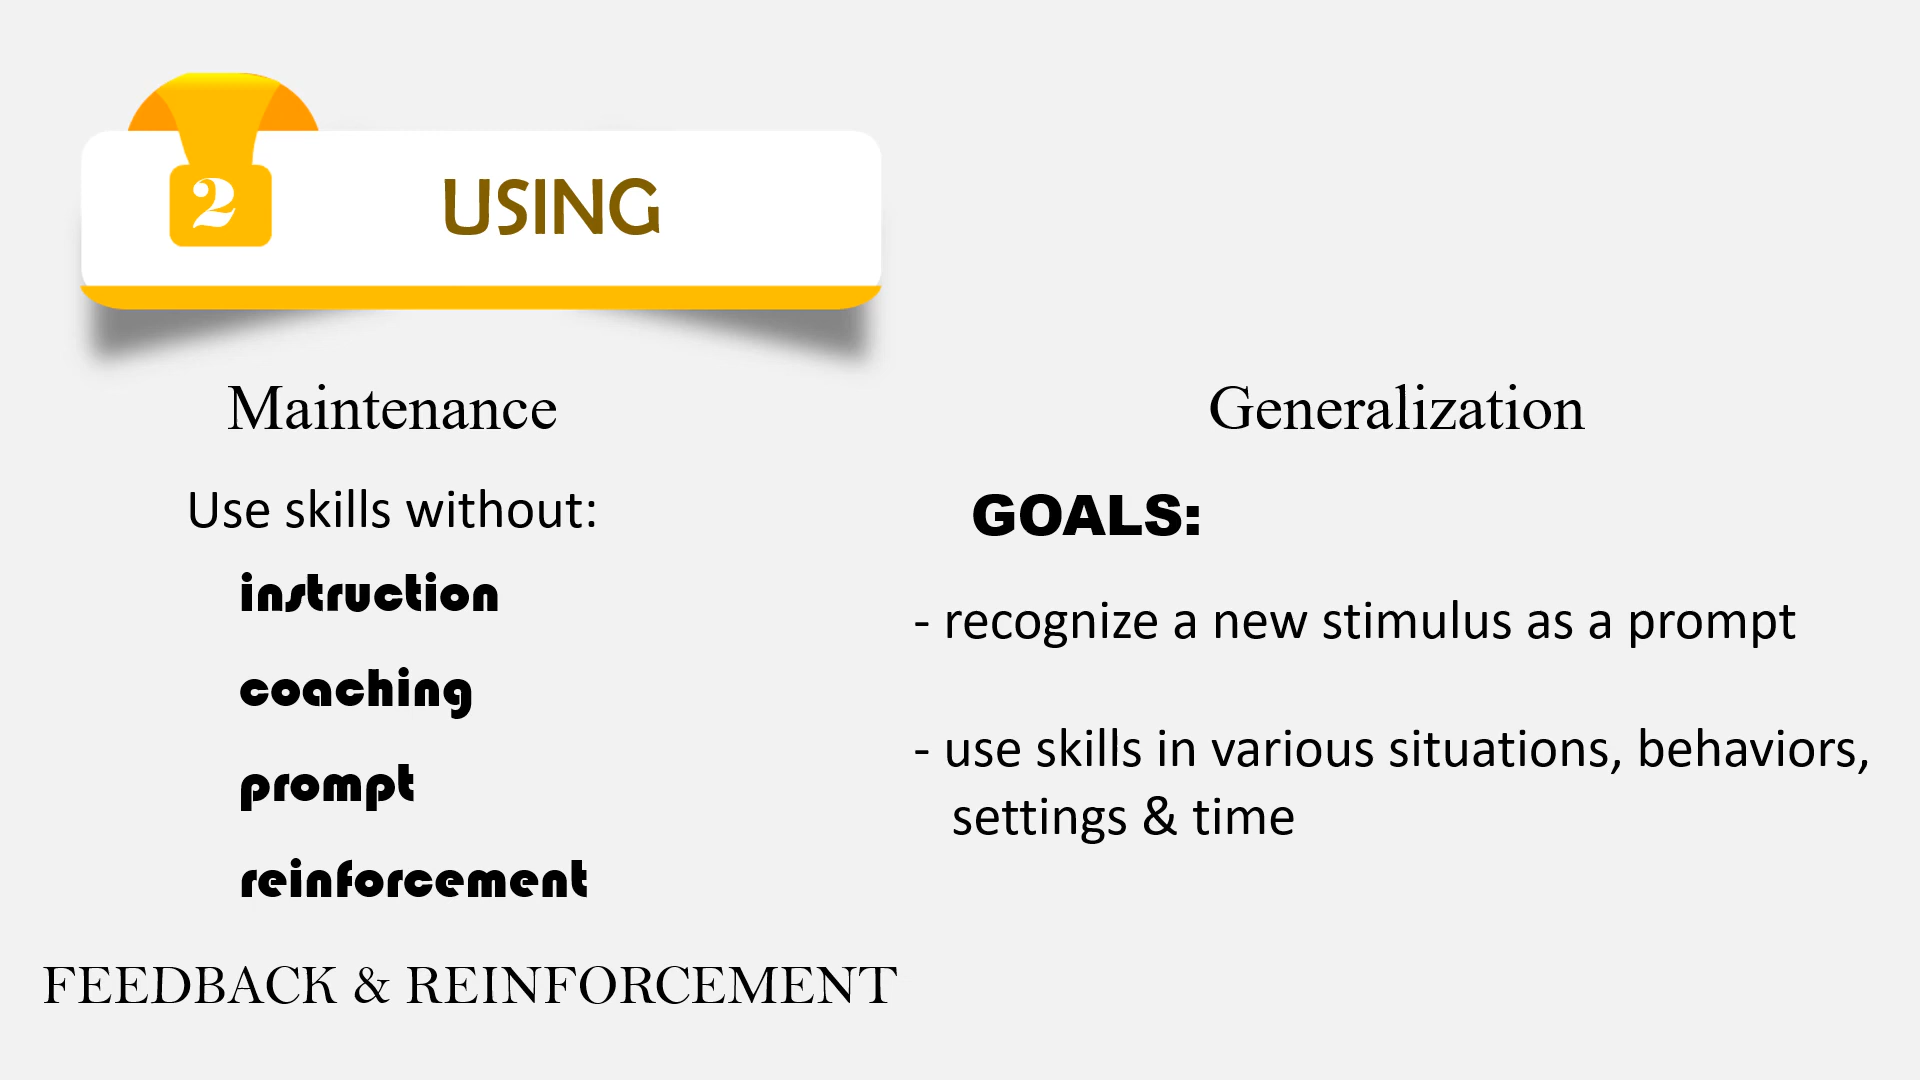 2
USING
Maintenance
Use skills without:
instruction
coaching
prompt
reinforcement
FEEDBACK & REINFORCEMENT
Generalization
GOALS:
- recognize a new stimulus as a prompt
- use skills in various situations, behaviors,
settings & time